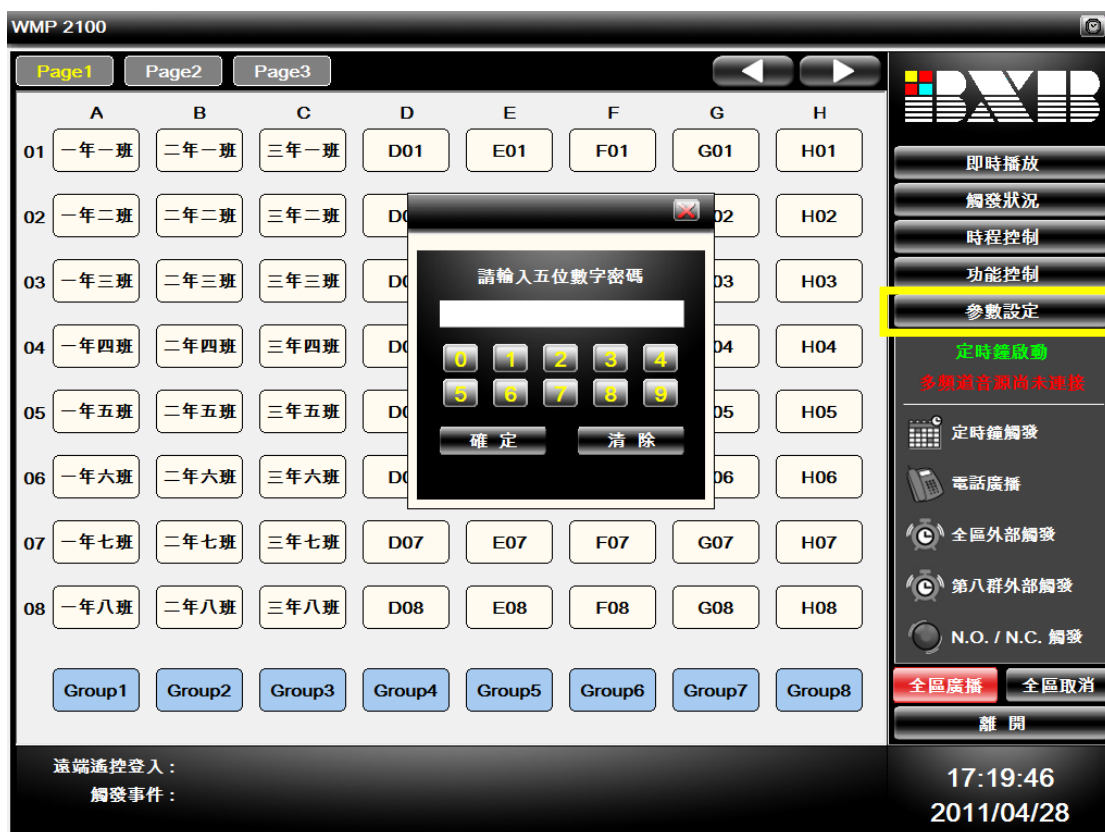 WMP 2100
Page1 Page2 Page3
BXB
A B C D E F G H
01 一年一班 二年一班 三年一班 D01 E01 F01 G01 H01
02 一年二班 二年二班 三年二班 H02
03 一年三班 二年三班 三年三班 H03
04 一年四班 二年四班 三年四班 H04
05 一年五班 二年五班 三年五班 H05
06 一年六班 二年六班 三年六班 H06
07 一年七班 二年七班 三年七班 D07 E07 F07 G07 H07
08 一年八班 二年八班 三年八班 D08 E08 F08 G08 H08
Group1 Group2 Group3 Group4 Group5 Group6 Group7 Group8
請輸入五位數字密碼
0 1 2 3 4
5 6 7 8 9
確 定 清 除
即時播放
觸發狀況
時程控制
功能控制
參數設定
定時鐘啟動
多頻道音源尚未連接
定時鐘觸發
電話廣播
全區外部觸發
第八群外部觸發
N.O. / N.C. 觸發
全區廣播 全區取消
離 開
遠端遙控登入 :
觸發事件 :
17:19:46
2011/04/28